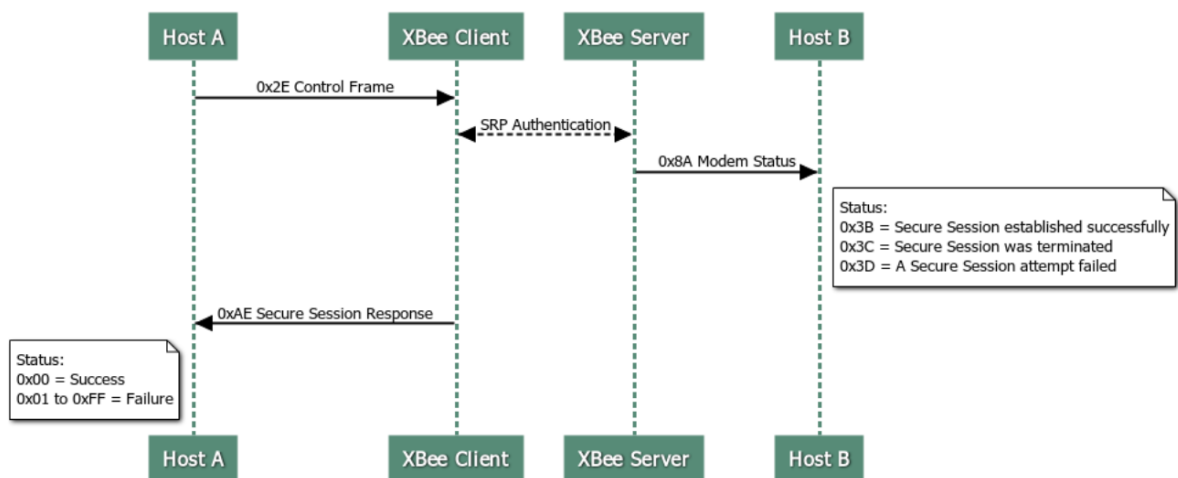 Host A
XBee Client
XBee Server
Host B
0x2E Control Frame
SRP Authentication
0x8A Modem Status
Status:
0x3B = Secure Session established successfully
0x3C = Secure Session was terminated
0x3D = A Secure Session attempt failed
0xAE Secure Session Response
Status:
0x00 = Success
0x01 to 0xFF = Failure
Host A
XBee Client
XBee Server
Host B